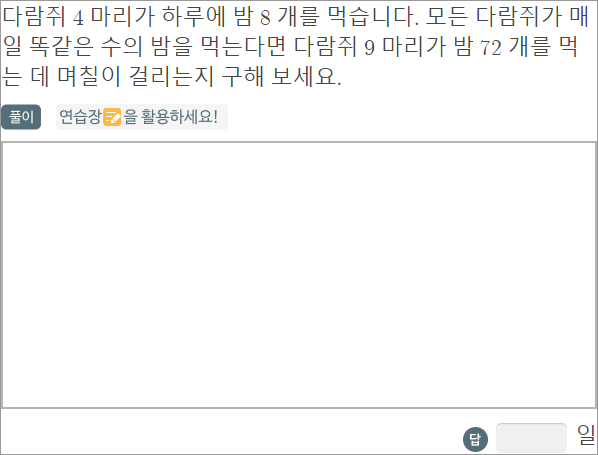 다람쥐 4 마리가 하루에 밤 8 개를 먹습니다. 모든 다람쥐가 매
일 똑같은 수의 밤을 먹는다면 다람쥐 9 마리가 밤 72 개를 먹
는 데 며칠이 걸리는지 구해 보세요.
풀이 연습장을 활용하세요!
답 일